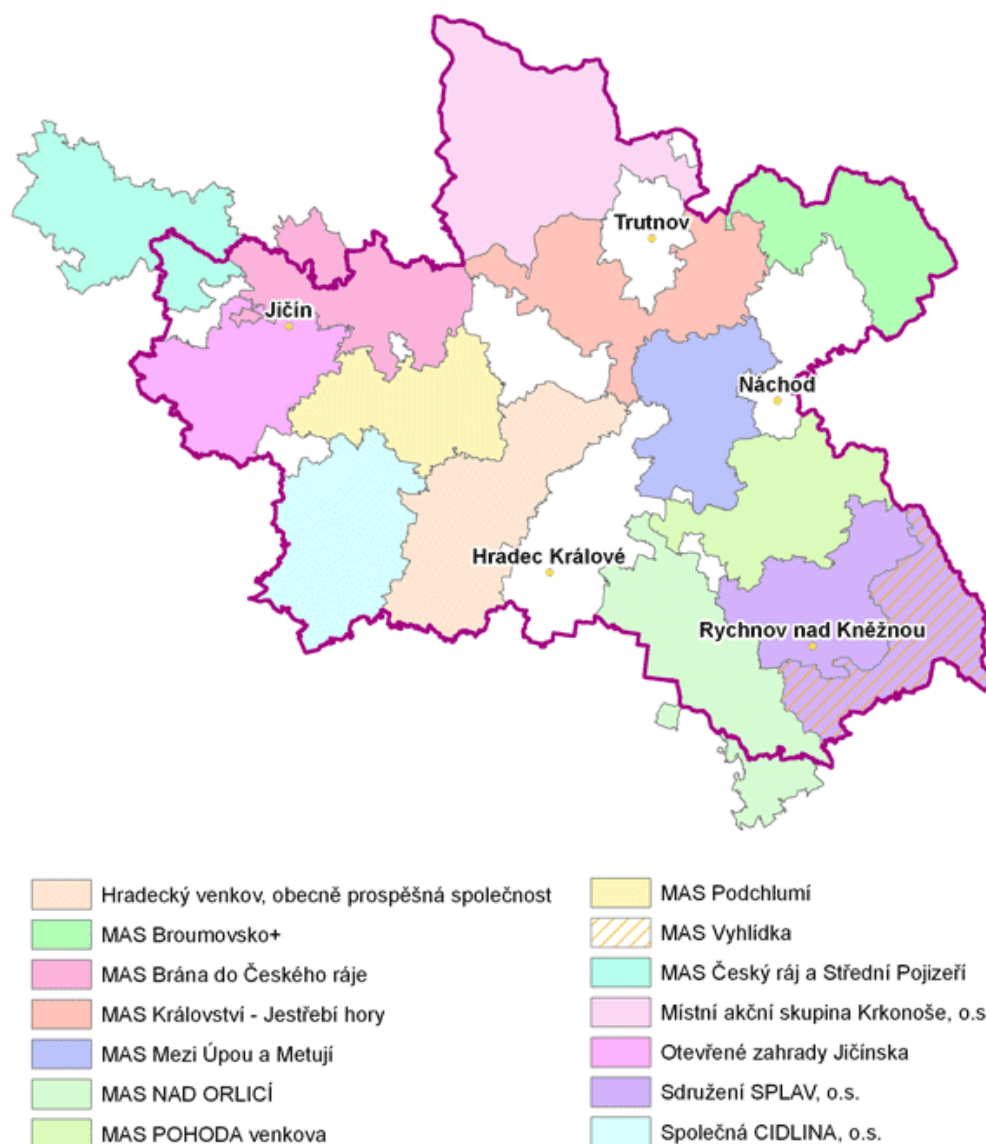 Trutnov
Jičín
Náchod
Hradec Králové
Rychnov nad Kněžnou
Hradecký venkov, obecně prospěšná společnost
MAS Broumovsko+
MAS Brána do Českého ráje
MAS Království - Jestřebí hory
MAS Mezi Úpou a Metují
MAS NAD ORLICÍ
MAS POHODA venkova
MAS Podchlumí
MAS Vyhlídka
MAS Český ráj a Střední Pojizeří
Místní akční skupina Krkonoše, o.s
Otevřené zahrady Jičínska
Sdružení SPLAV, o.s.
Společná CIDLINA, o.s.